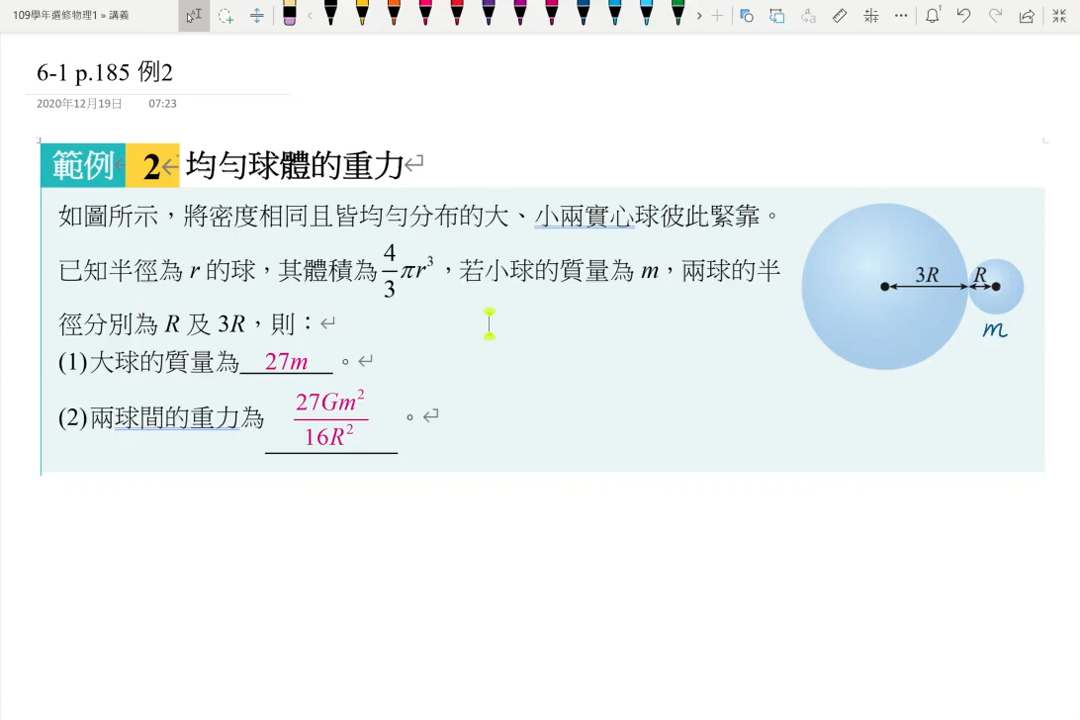 109學年選修物理1 » 講義
6-1 p.185 例2
2020年12月19日 07:23
範例 2 均勻球體的重力
如圖所示，將密度相同且皆均勻分布的大、小兩實心球彼此緊靠。
已知半徑為 r 的球，其體積為 4/3 πr³，若小球的質量為 m，兩球的半
徑分別為 R 及 3R，則：
(1)大球的質量為 27m 。
(2)兩球間的重力為 27Gm²/16R² 。
3R R
m